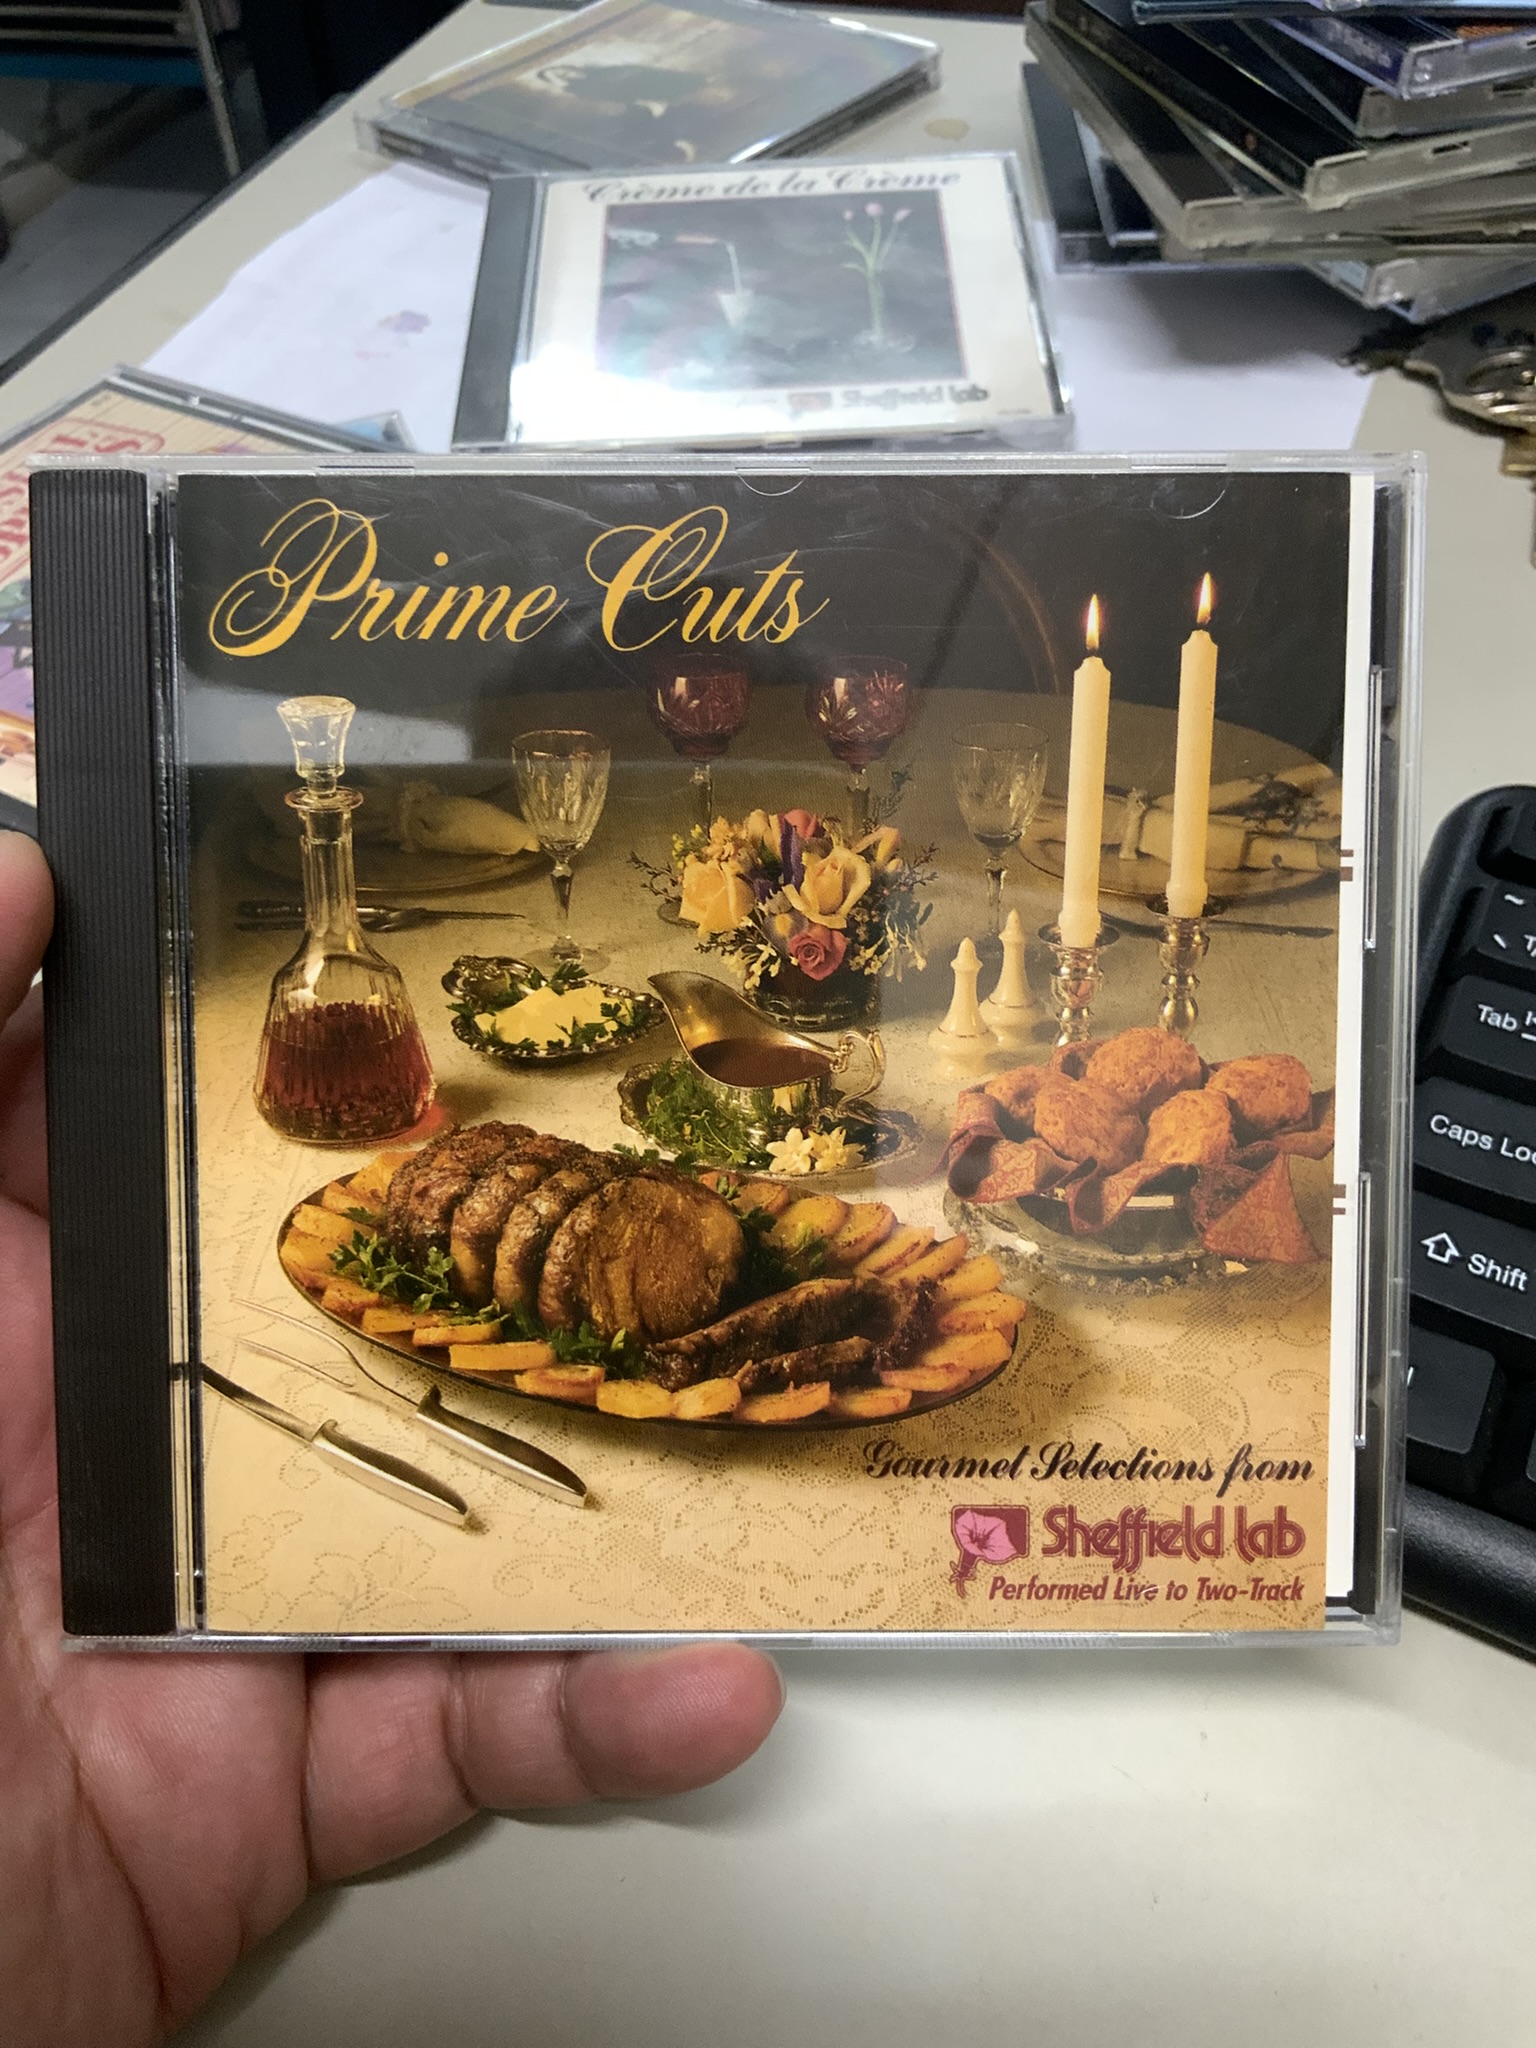 Crème de la Crème
Sheffield lab
Prime Cuts
Gourmet Selections from
Sheffield lab
Performed Live to Two-Track
~
Tab
Caps Loc
Shift